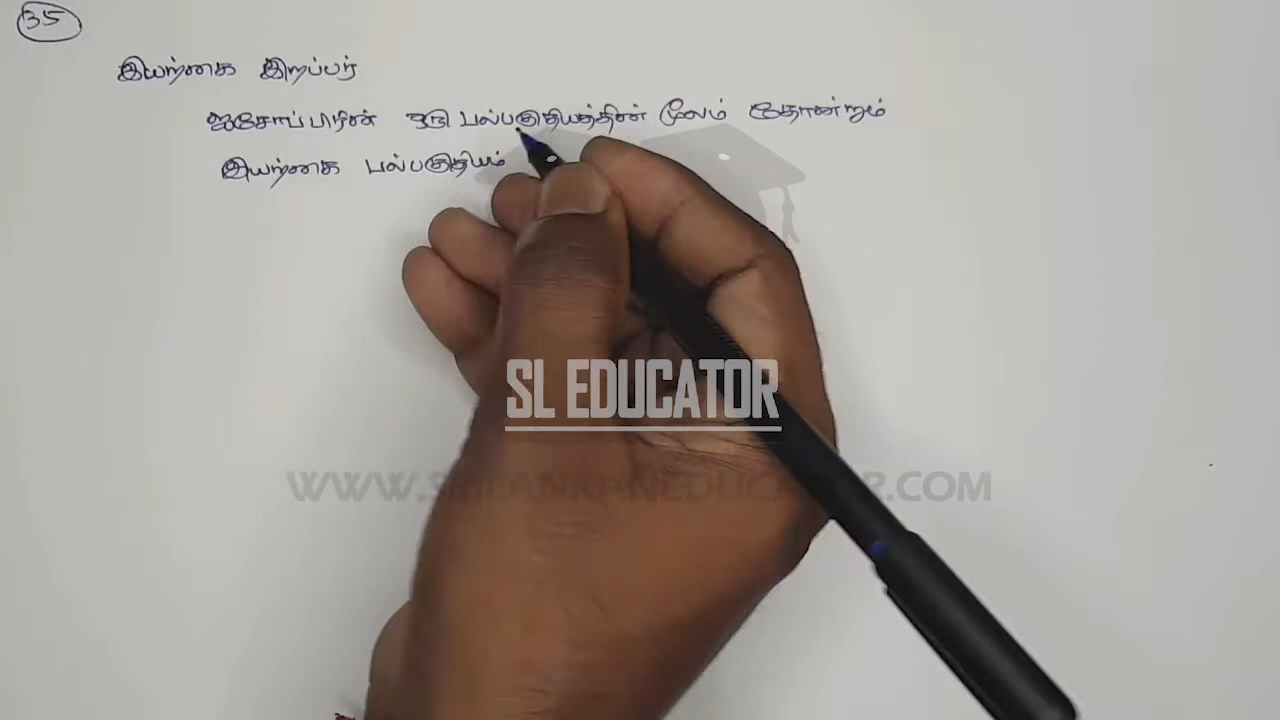 35
இயற்கை இறப்பர்
ஐசோப்பிரின் ஒரு பல்பகுதியத்தின் மூலம் தோன்றும்
இயற்கை பல்பகுதியம்
SL EDUCATOR